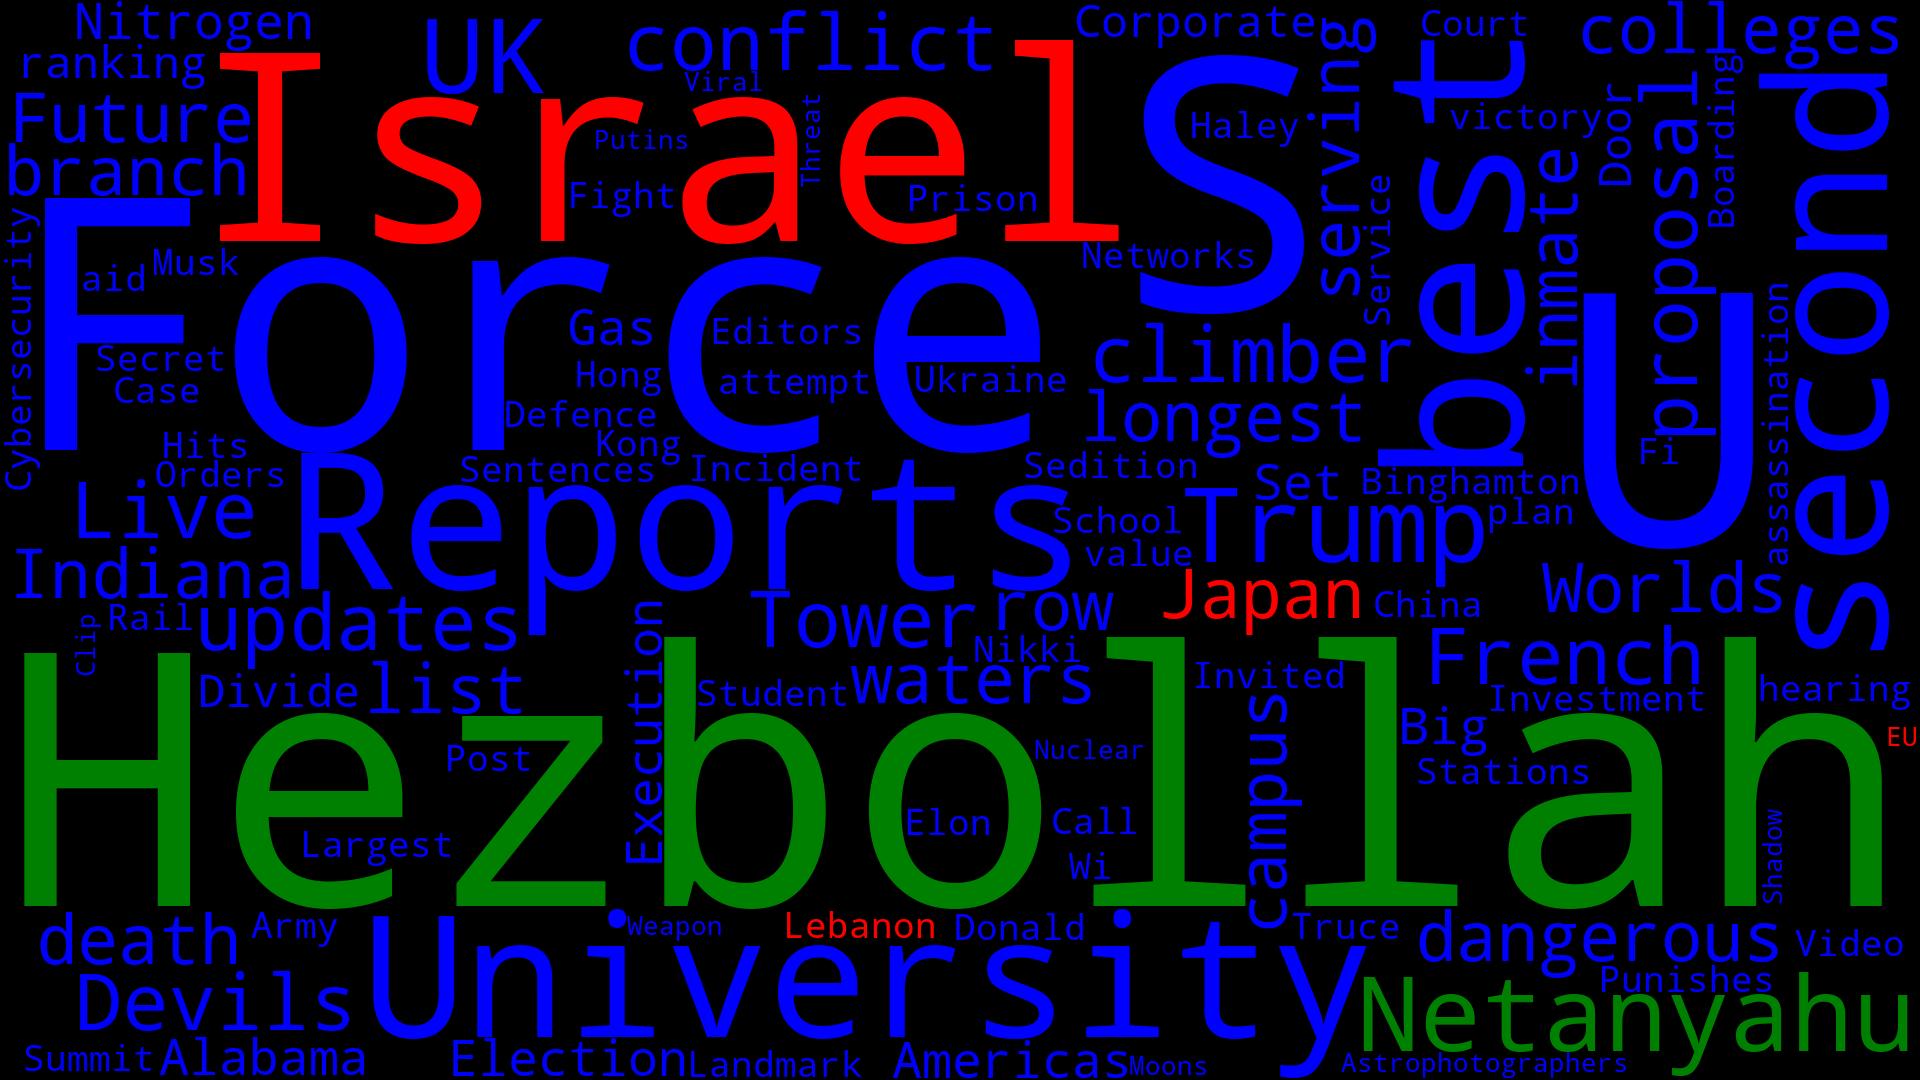 Nitrogen
ranking
UK
conflict
Viral
Corporate
Court
colleges
Future
branch
Israel
Putins
Threat
Fight
Prison
S
Haley
serving
Service
best
victory
Door
Boarding
proposal
second
inmate
Networks
Cybersecurity
aid
Musk
Force
Secret
Case
Gas
Editors
Hong
attempt
Ukraine
Defence
Kong
climber
longest
U
Fi
assassination
Hits
Orders
Sentences
Incident
Sedition
Set
Binghamton
Live
Reports
School
Trump
plan
value
Indiana
Japan
China
Worlds
Clip
Rail
updates
Execution
Tower
row
Nikki
French
Divide
list
Student
waters
Invited
Investment
hearing
Hezbollah
Post
Nuclear
campus
Big
EU
Stations
Largest
Elon
Call
Wi
Shadow
death
Army
University
Weapon
Lebanon
Donald
Truce
dangerous
Video
Devils
Punishes
Netanyahu
Summit
Alabama
Election
Landmark
Americas
Moons
Astrophotographers